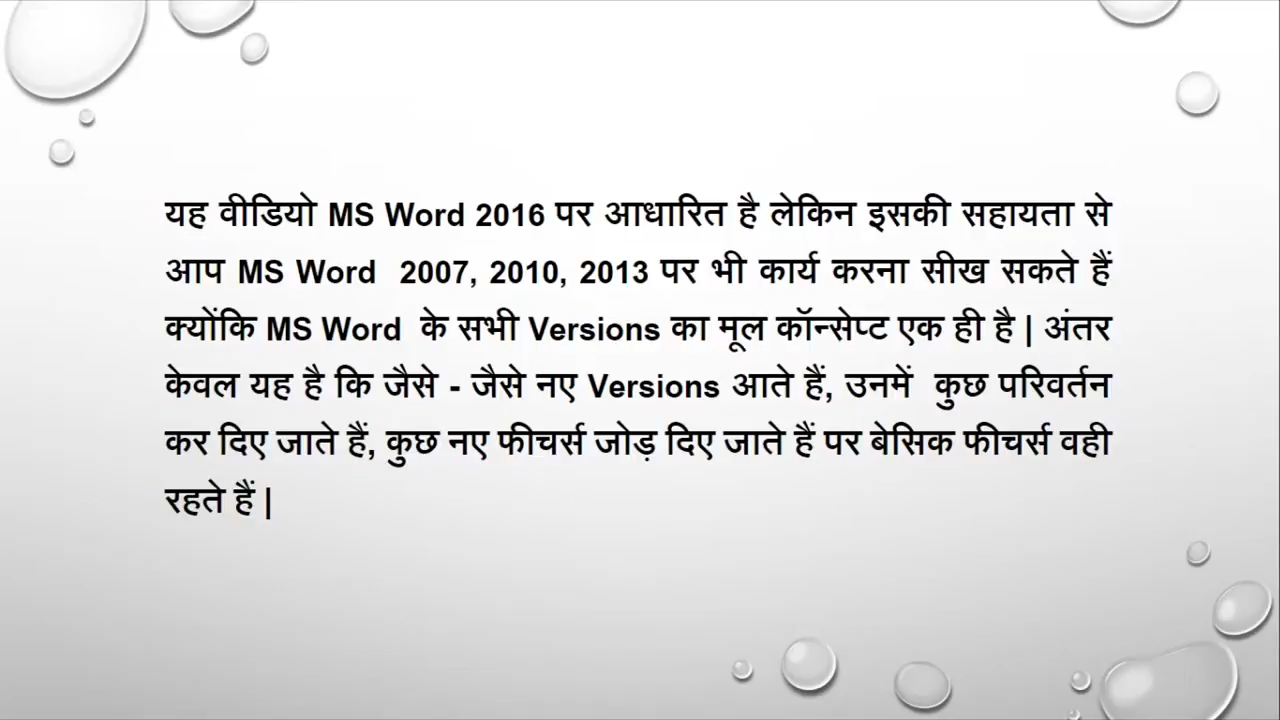 यह वीडियो MS Word 2016 पर आधारित है लेकिन इसकी सहायता से
आप MS Word 2007, 2010, 2013 पर भी कार्य करना सीख सकते हैं
क्योंकि MS Word के सभी Versions का मूल कॉन्सेप्ट एक ही है | अंतर
केवल यह है कि जैसे - जैसे नए Versions आते हैं, उनमें कुछ परिवर्तन
कर दिए जाते हैं, कुछ नए फीचर्स जोड़ दिए जाते हैं पर बेसिक फीचर्स वही
रहते हैं |